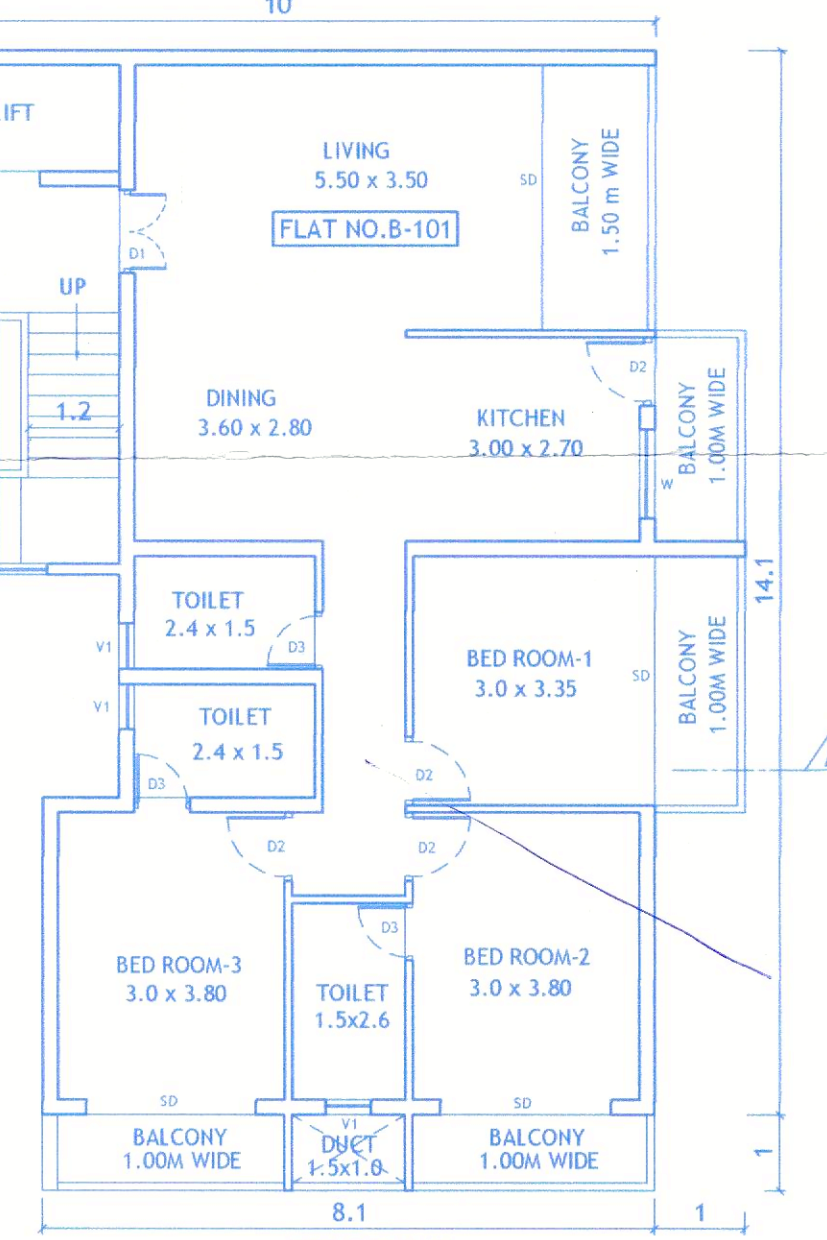 10
LIFT
LIVING
5.50 x 3.50
SD
BALCONY
1.50 m WIDE
FLAT NO.B-101
D1
UP
D2
1.2
DINING
3.60 x 2.80
KITCHEN
3.00 x 2.70
BALCONY
1.00M WIDE
W
14.1
TOILET
2.4 x 1.5
D3
V1
BED ROOM-1
3.0 x 3.35
SD
BALCONY
1.00M WIDE
V1
TOILET
2.4 x 1.5
D3
D2
D2
D2
D3
BED ROOM-3
3.0 x 3.80
BED ROOM-2
3.0 x 3.80
TOILET
1.5x2.6
SD
SD
V1
BALCONY
1.00M WIDE
DUCT
1.5x1.0
BALCONY
1.00M WIDE
1
8.1
1